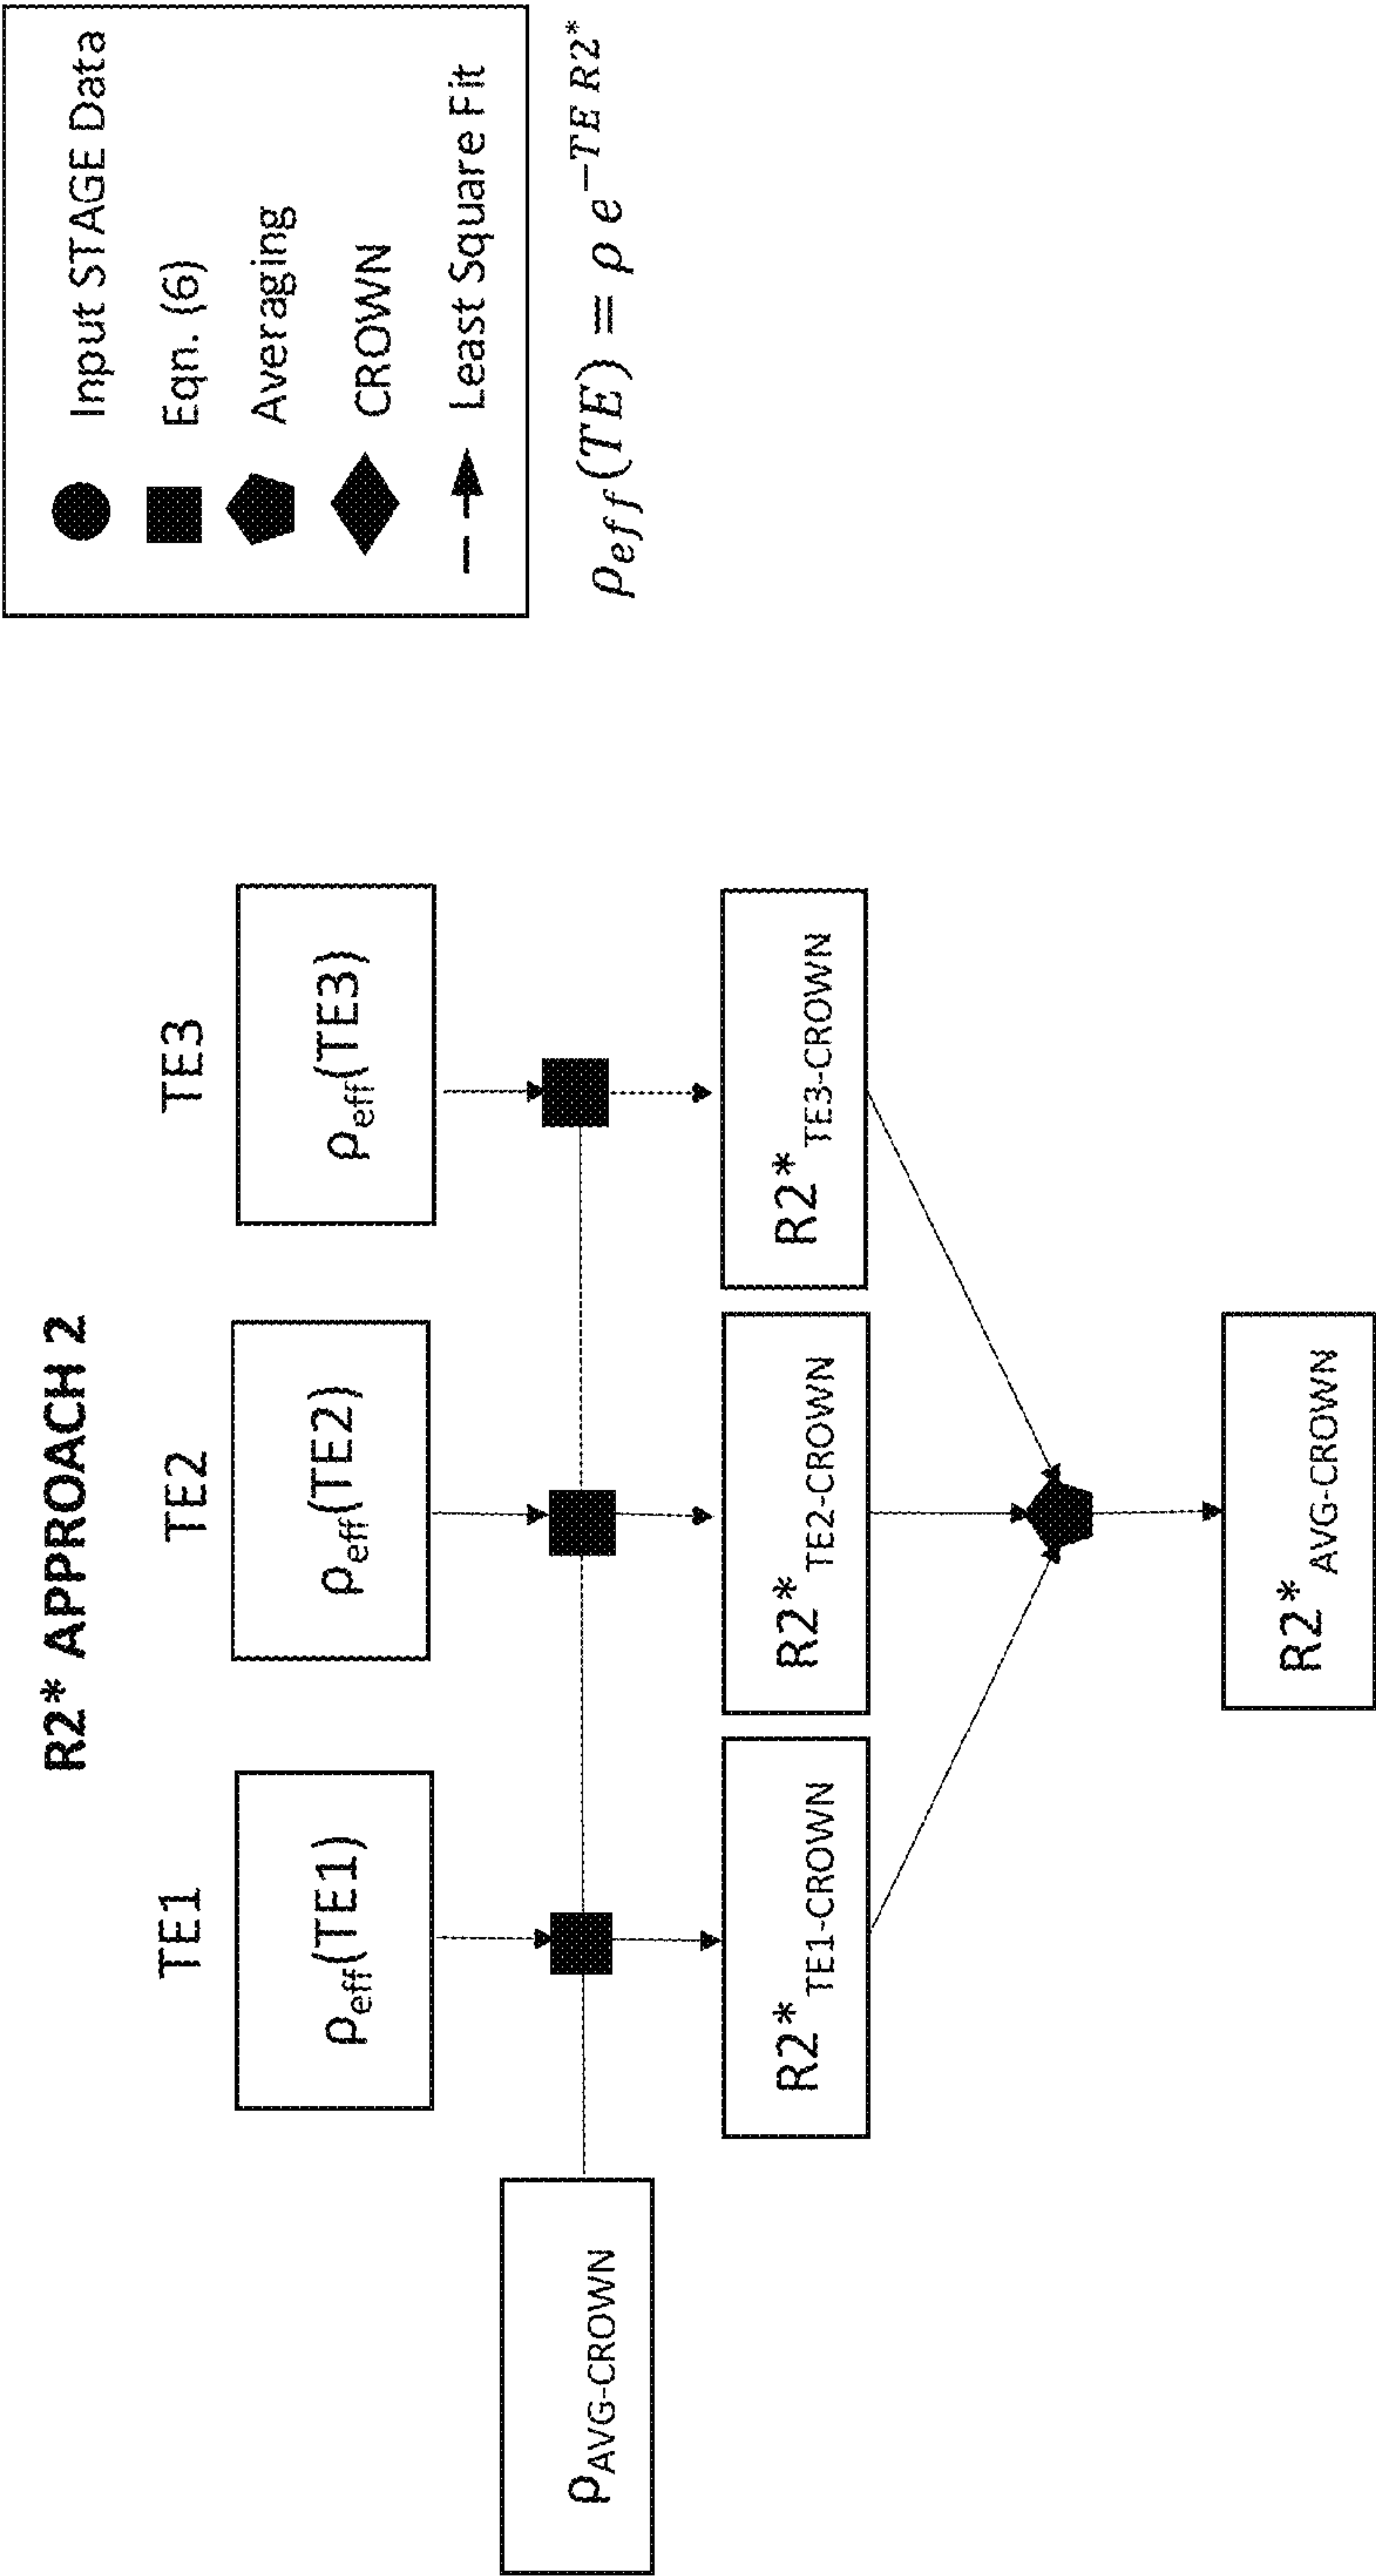 R2* APPROACH 2
TE1 TE2 TE3
ρeff(TE1) ρeff(TE2) ρeff(TE3)
ρAVG-CROWN
R2*TE1-CROWN R2*TE2-CROWN R2*TE3-CROWN
R2*AVG-CROWN
Input STAGE Data
Eqn. (6)
Averaging
CROWN
Least Square Fit
ρeff(TE) = ρ e^−TE R2*